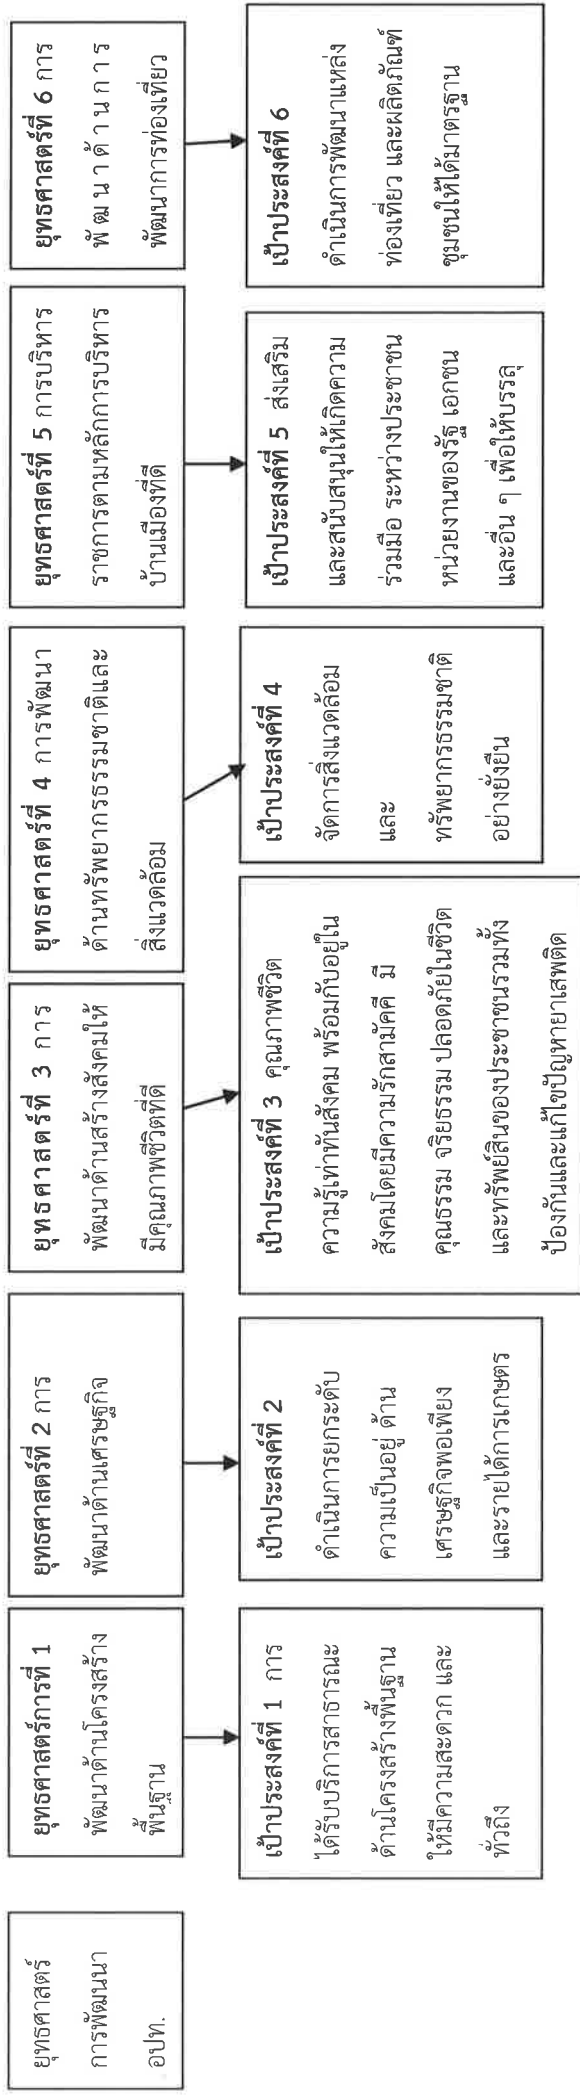 ยุทธศาสตร์
การพัฒนนา
อปท.
ยุทธศาสตร์การที่ 1
พัฒนาด้านโครงสร้าง
พื้นฐาน
ยุทธศาสตร์ที่ 2 การ
พัฒนาด้านเศรษฐกิจ
ยุทธศาสตร์ที่ 3 การ
พัฒนาด้านสร้างสังคมให้
มีคุณภาพชีวิตที่ดี
ยุทธศาสตร์ที่ 4 การพัฒนา
ด้านทรัพยากรธรรมชาติและ
สิ่งแวดล้อม
ยุทธศาสตร์ที่ 5 การบริหาร
ราชการตามหลักการบริหาร
บ้านเมืองที่ดี
ยุทธศาสตร์ที่ 6 การ
พัฒนาด้านการ
พัฒนาการท่องเที่ยว
เป้าประสงค์ที่ 1 การ
ได้รับบริการสาธารณะ
ด้านโครงสร้างพื้นฐาน
ให้มีความสะดวก และ
ทั่วถึง
เป้าประสงค์ที่ 2
ดำเนินการยกระดับ
ความเป็นอยู่ ด้าน
เศรษฐกิจพอเพียง
และรายได้การเกษตร
เป้าประสงค์ที่ 3 คุณภาพชีวิต
ความรู้เท่าทันสังคม พร้อมกับอยู่ใน
สังคมโดยมีความรักสามัคคี มี
คุณธรรม จริยธรรม ปลอดภัยในชีวิต
และทรัพย์สินของประชาชนรวมทั้ง
ป้องกันและแก้ไขปัญหายาเสพติด
เป้าประสงค์ที่ 4
จัดการสิ่งแวดล้อม
และ
ทรัพยากรธรรมชาติ
อย่างยั่งยืน
เป้าประสงค์ที่ 5 ส่งเสริม
และสนับสนุนให้เกิดความ
ร่วมมือ ระหว่างประชาชน
หน่วยงานของรัฐ เอกชน
และอื่น ๆ เพื่อให้บรรลุ
เป้าประสงค์ที่ 6
ดำเนินการพัฒนาแหล่ง
ท่องเที่ยว และผลิตภัณฑ์
ชุมชนให้ได้มาตรฐาน